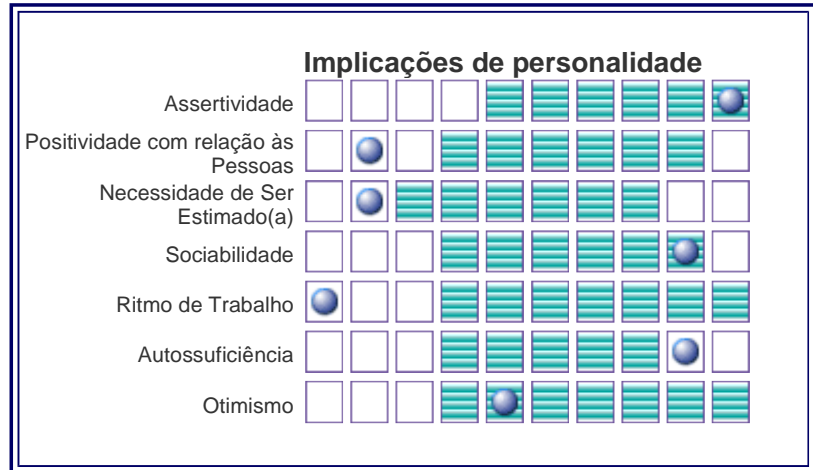 Implicações de personalidade
Assertividade
Positividade com relação às
Pessoas
Necessidade de Ser
Estimado(a)
Sociabilidade
Ritmo de Trabalho
Autossuficiência
Otimismo